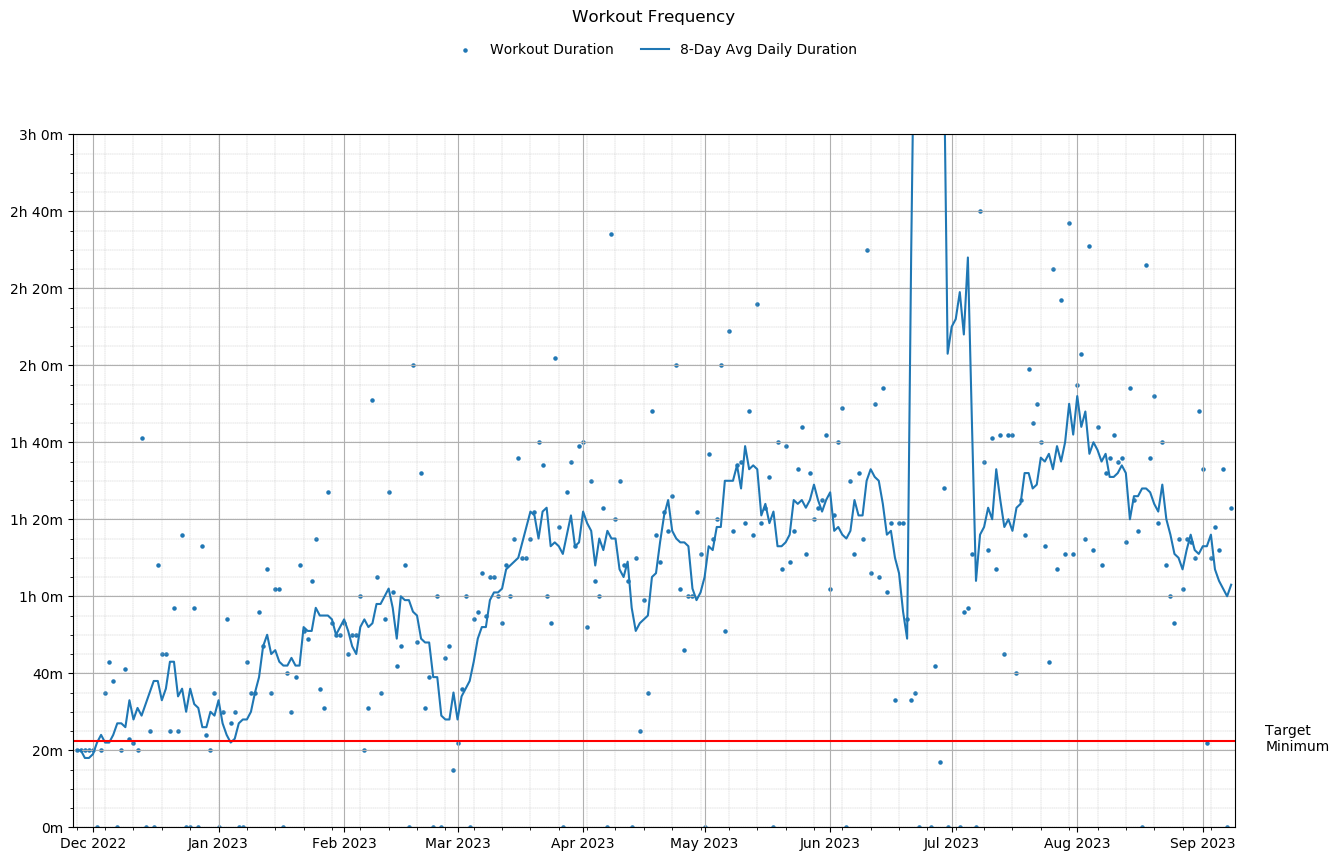 Workout Frequency
Workout Duration
8-Day Avg Daily Duration
3h 0m
2h 40m
2h 20m
2h 0m
1h 40m
1h 20m
1h 0m
40m
20m
0m
Target
Minimum
Dec 2022
Jan 2023
Feb 2023
Mar 2023
Apr 2023
May 2023
Jun 2023
Jul 2023
Aug 2023
Sep 2023